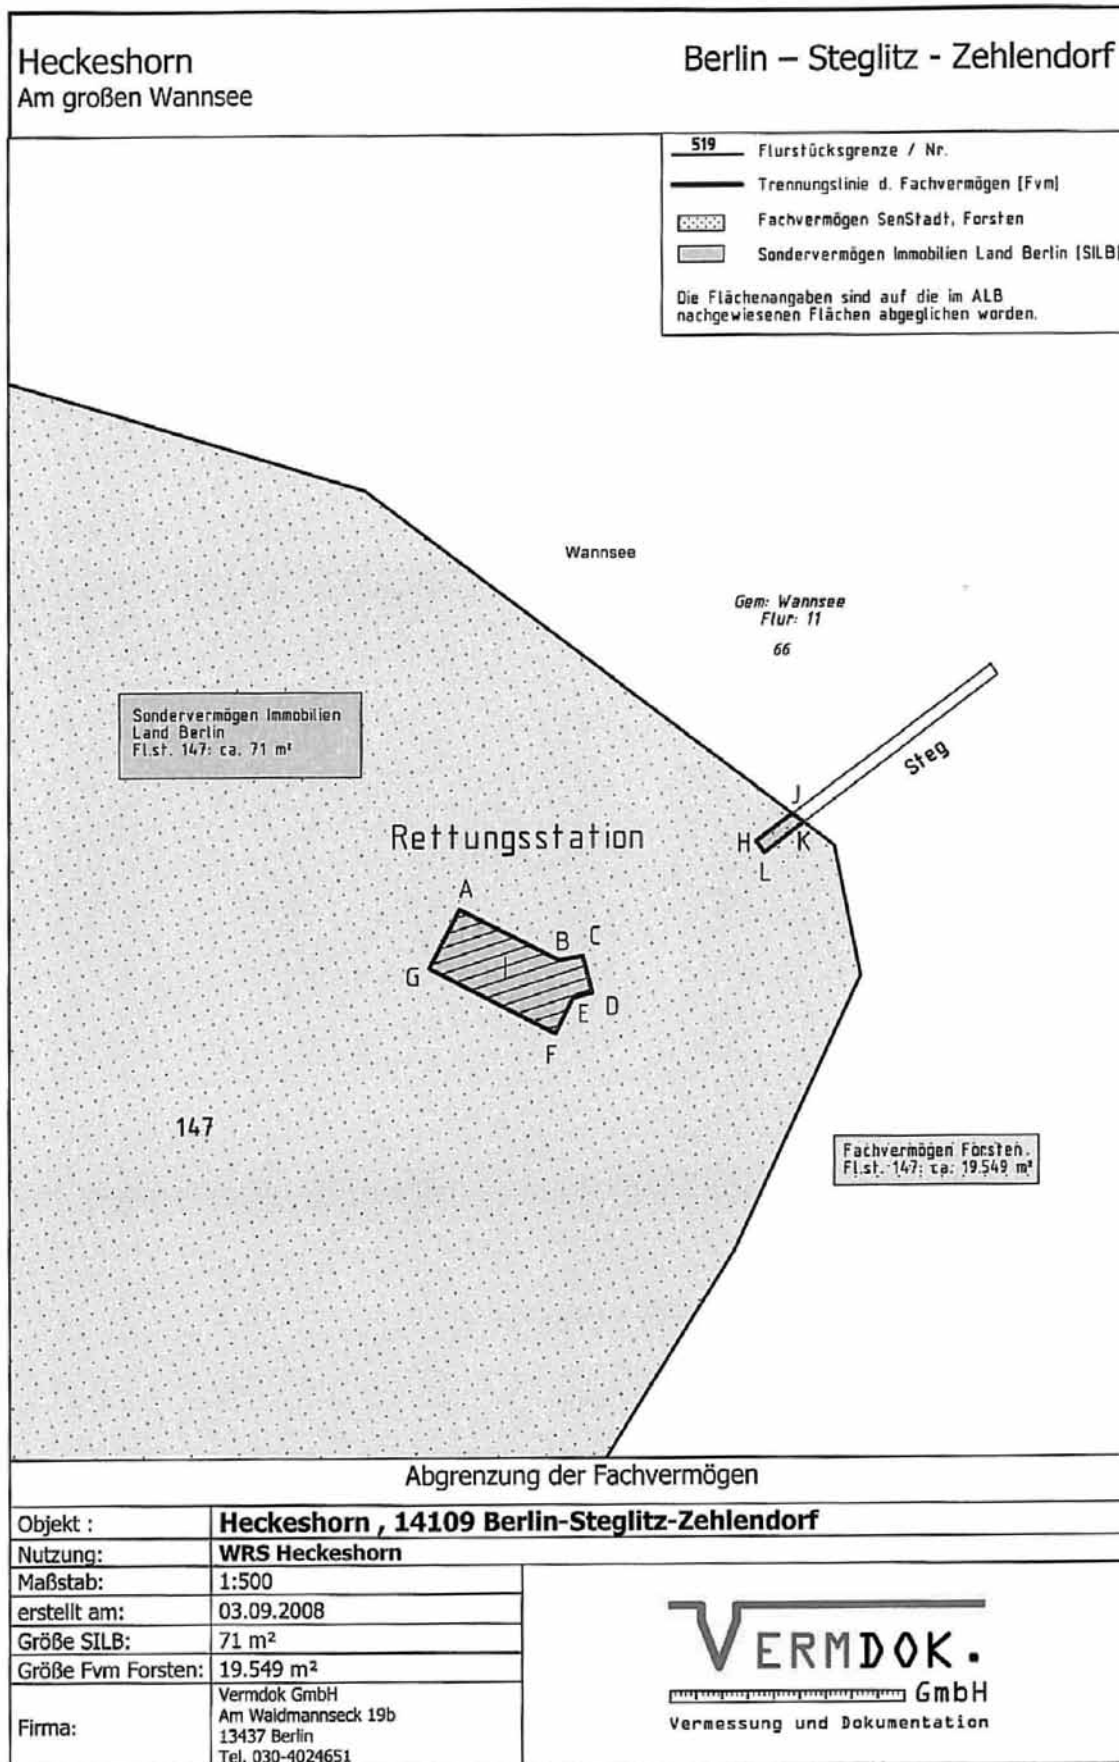 Heckeshorn
Am großen Wannsee
Berlin – Steglitz - Zehlendorf
519 Flurstücksgrenze / Nr.
Trennungslinie d. Fachvermögen [Fvm]
Fachvermögen SenStadt, Forsten
Sondervermögen Immobilien Land Berlin [SILB]
Die Flächenangaben sind auf die im ALB
nachgewiesenen Flächen abgeglichen worden.
Wannsee
Gem: Wannsee
Flur: 11
66
Sondervermögen Immobilien
Land Berlin
Fl.st. 147: ca. 71 m²
Steg
J
Rettungsstation
H
K
L
A
B
C
I
G
E
D
F
147
Fachvermögen Forsten.
Fl.st. 147: ca. 19.549 m²
Abgrenzung der Fachvermögen
Objekt : Heckeshorn , 14109 Berlin-Steglitz-Zehlendorf
Nutzung: WRS Heckeshorn
Maßstab: 1:500
erstellt am: 03.09.2008
Größe SILB: 71 m²
Größe Fvm Forsten: 19.549 m²
Firma:
Vermdok GmbH
Am Waidmannseck 19b
13437 Berlin
Tel. 030-4024651
VERMDOK.
GmbH
Vermessung und Dokumentation